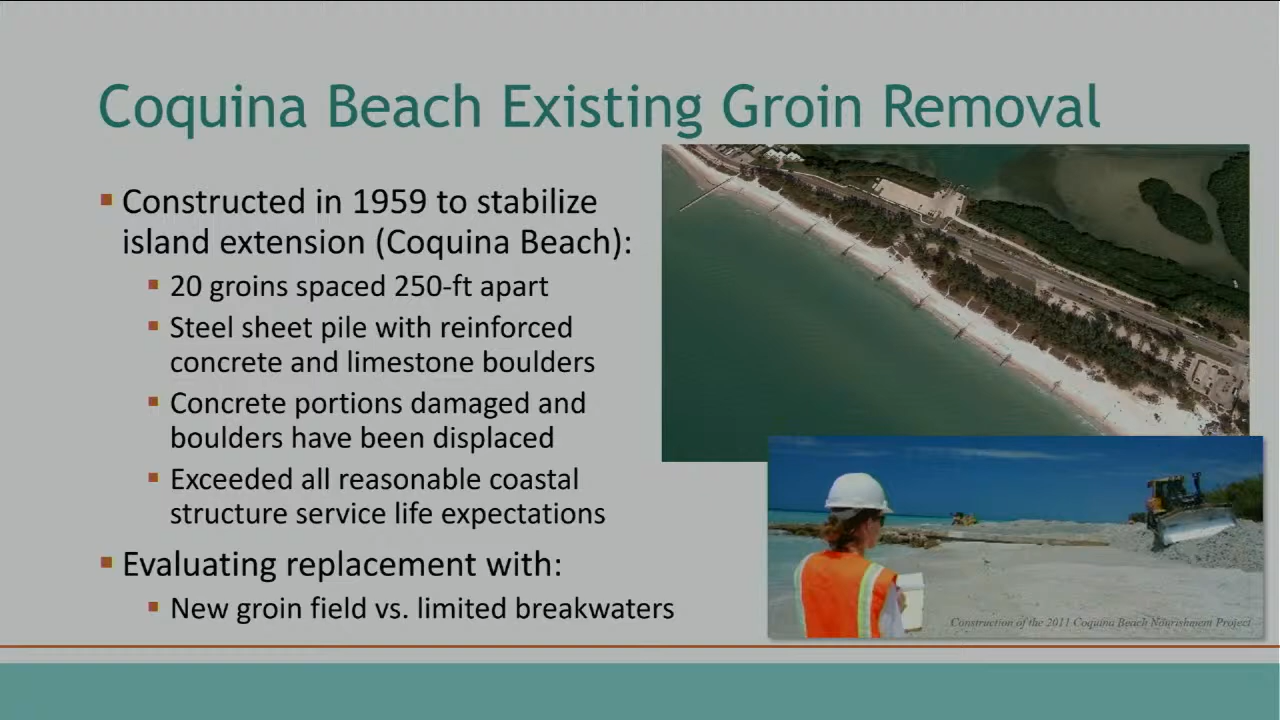 Coquina Beach Existing Groin Removal
Constructed in 1959 to stabilize
island extension (Coquina Beach):
20 groins spaced 250-ft apart
Steel sheet pile with reinforced
concrete and limestone boulders
Concrete portions damaged and
boulders have been displaced
Exceeded all reasonable coastal
structure service life expectations
Evaluating replacement with:
New groin field vs. limited breakwaters
Construction of the 2011 Coquina Beach Nourishment Project